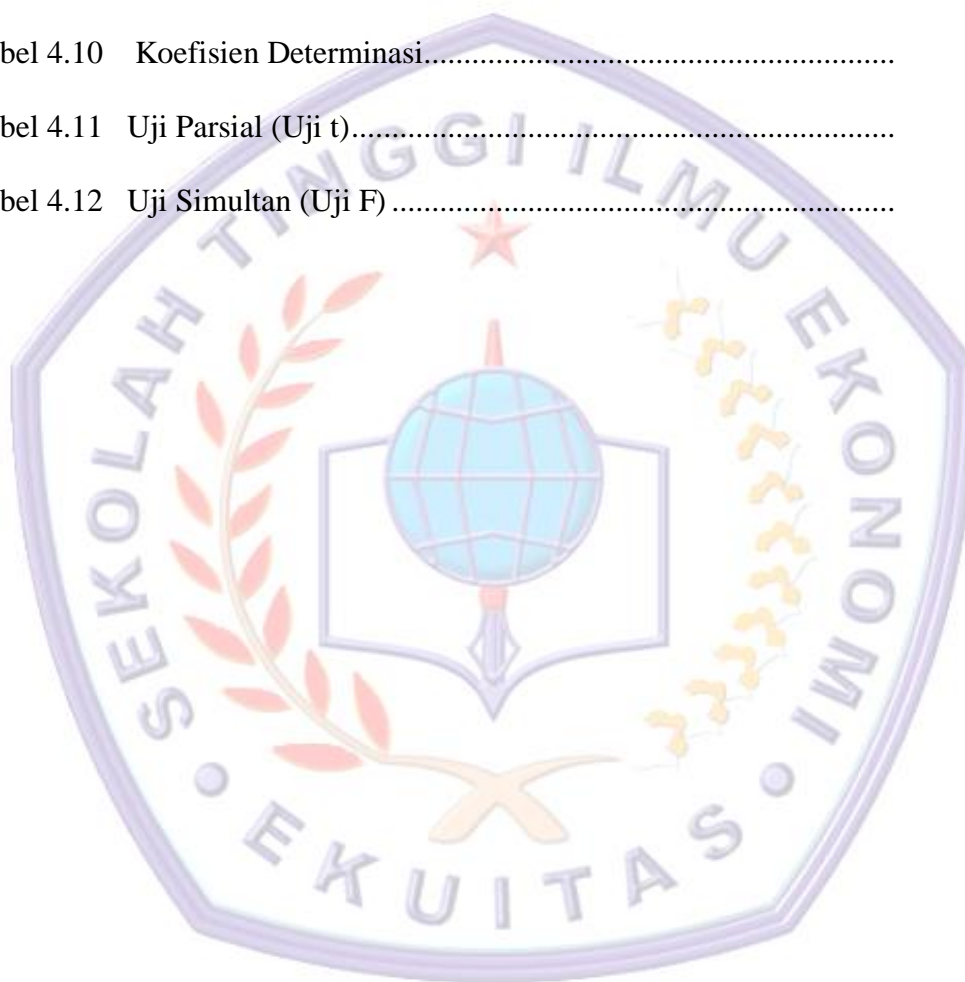 bel 4.10 Koefisien Determinasi...........................................................
bel 4.11 Uji Parsial (Uji t)....................................................................
bel 4.12 Uji Simultan (Uji F) ...............................................................
SEKOLAH TINGGI ILMU EKONOMI
• EKUITAS •